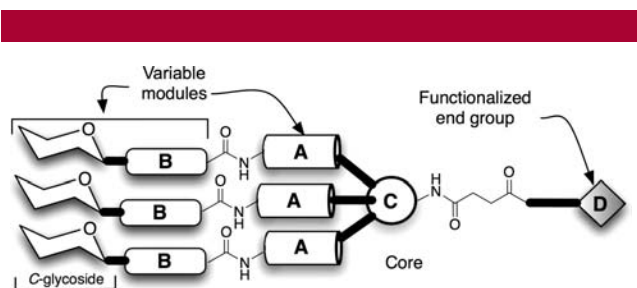 Variable
modules
Functionalized
end group
O
B
O
N
H
A
O
B
O
N
H
A
C
H
N
O
O
D
O
B
O
N
H
A
Core
C-glycoside